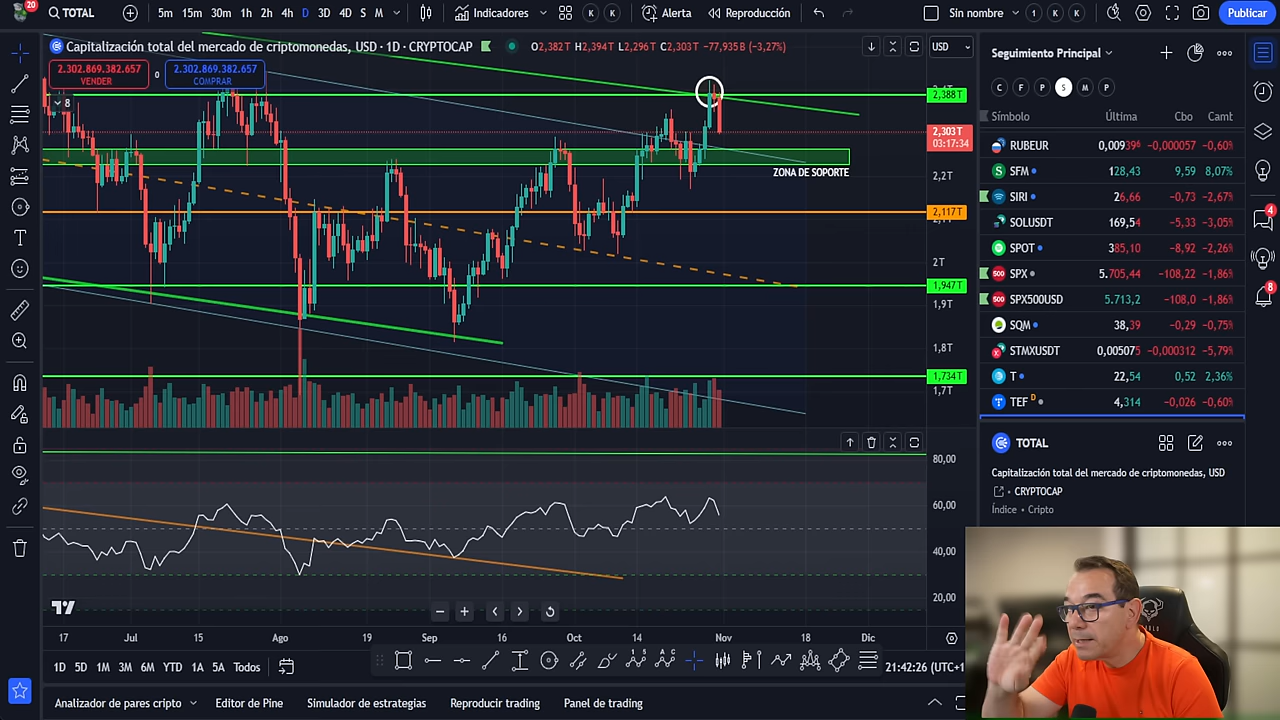 20
TOTAL
5m 15m 30m 1h 2h 4h D 3D 4D S M
Indicadores
K K
Alerta
Reproducción
Sin nombre
1 K K
Publicar
Capitalización total del mercado de criptomonedas, USD · 1D · CRYPTOCAP
O2,382T H2,394T L2,296T C2,303T −77,935B (−3,27%)
USD
2.302.869.382.657
VENDER
0
2.302.869.382.657
COMPRAR
8
2,388T
2,303T
03:17:34
ZONA DE SOPORTE
2,2T
2,117T
2T
1,947T
1,9T
1,8T
1,734T
1,7T
80,00
60,00
40,00
20,00
17 Jul 15 Ago 19 Sep 16 Oct 14 Nov 18 Dic
1D 5D 1M 3M 6M YTD 1A 5A Todos
21:42:26 (UTC+1
Analizador de pares cripto
Editor de Pine
Simulador de estrategias
Reproducir trading
Panel de trading
Seguimiento Principal
C F P S M P
Símbolo Última Cbo Camt
RUBEUR 0,00939⁶ −0,000057 −0,60%
SFM 128,43 9,59 8,07%
SIRI 26,66 −0,73 −2,67%
SOLUSDT 169,54 −5,33 −3,05%
SPOT 385,10 −8,92 −2,26%
500 SPX 5.705,44 −108,22 −1,86%
500 SPX500USD 5.713,2 −108,0 −1,86%
SQM 38,39 −0,29 −0,75%
STMXUSDT 0,005075 −0,000312 −5,79%
T 22,54 0,52 2,36%
TEF D 4,314 −0,026 −0,60%
TOTAL
Capitalización total del mercado de criptomonedas, USD
CRYPTOCAP
Índice · Cripto
4
8